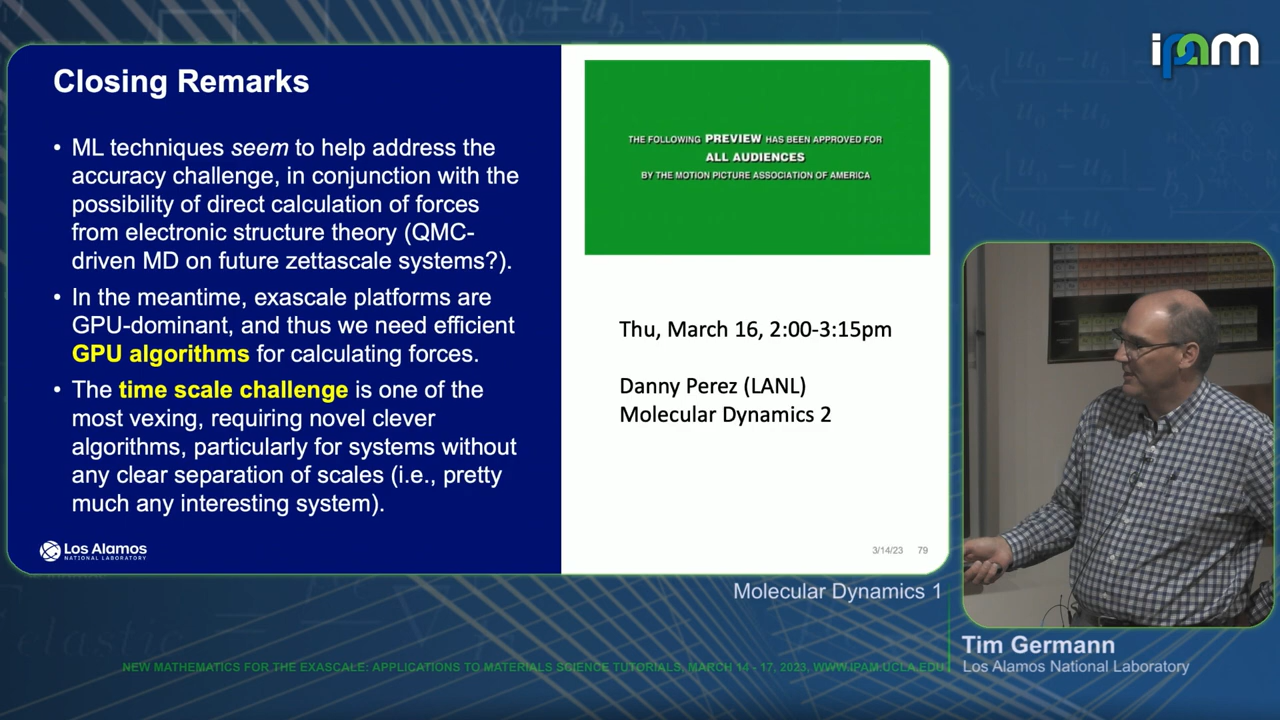 ipam
Closing Remarks
• ML techniques seem to help address the
accuracy challenge, in conjunction with the
possibility of direct calculation of forces
from electronic structure theory (QMC-
driven MD on future zettascale systems?).
• In the meantime, exascale platforms are
GPU-dominant, and thus we need efficient
GPU algorithms for calculating forces.
• The time scale challenge is one of the
most vexing, requiring novel clever
algorithms, particularly for systems without
any clear separation of scales (i.e., pretty
much any interesting system).
Los Alamos
NATIONAL LABORATORY
THE FOLLOWING PREVIEW HAS BEEN APPROVED FOR
ALL AUDIENCES
BY THE MOTION PICTURE ASSOCIATION OF AMERICA
Thu, March 16, 2:00-3:15pm
Danny Perez (LANL)
Molecular Dynamics 2
3/14/23 79
Molecular Dynamics 1
Tim Germann
Los Alamos National Laboratory
NEW MATHEMATICS FOR THE EXASCALE: APPLICATIONS TO MATERIALS SCIENCE TUTORIALS, MARCH 14 - 17, 2023, WWW.IPAM.UCLA.EDU
elastic